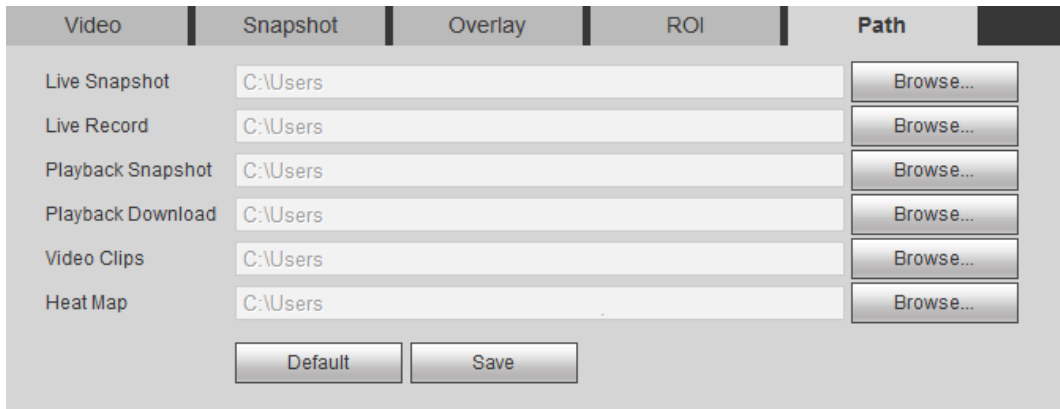 Video Snapshot Overlay ROI Path
Live Snapshot C:\Users Browse...
Live Record C:\Users Browse...
Playback Snapshot C:\Users Browse...
Playback Download C:\Users Browse...
Video Clips C:\Users Browse...
Heat Map C:\Users Browse...
Default Save